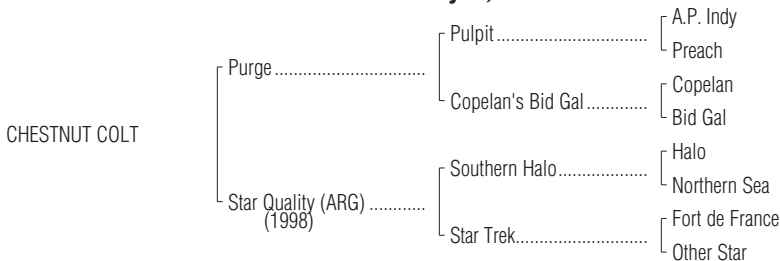 A.P. Indy
Pulpit
Preach
Purge
Copelan
Copelan's Bid Gal
Bid Gal
CHESTNUT COLT
Halo
Southern Halo
Northern Sea
Star Quality (ARG)
(1998)
Fort de France
Star Trek
Other Star